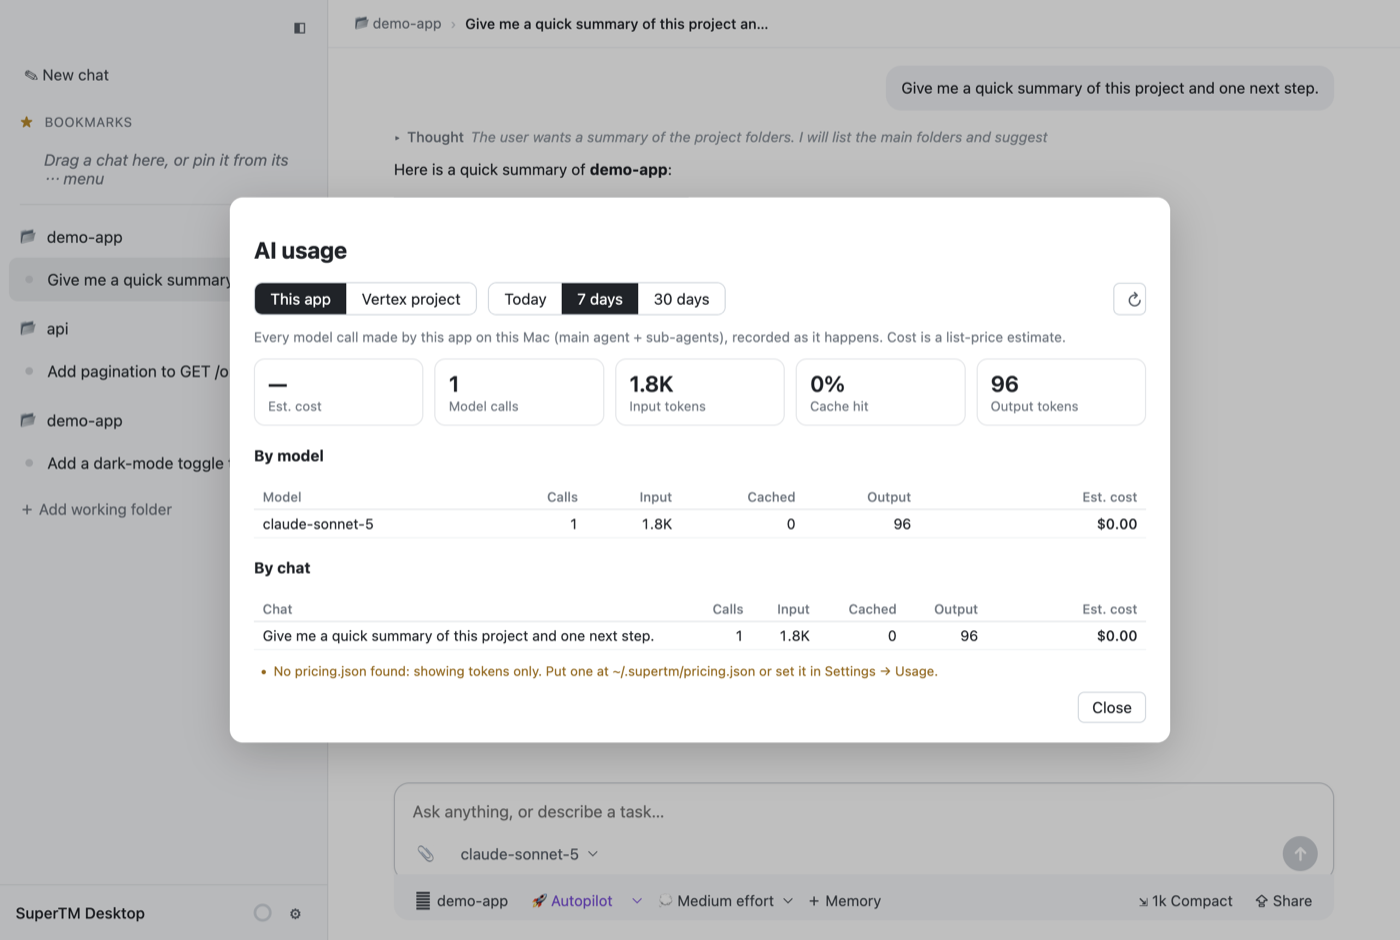 demo-app › Give me a quick summary of this project an...
New chat
BOOKMARKS
Drag a chat here, or pin it from its
··· menu
demo-app
Give me a quick summary
api
Add pagination to GET /o
demo-app
Add a dark-mode toggle
+ Add working folder
SuperTM Desktop
Give me a quick summary of this project and one next step.
Thought The user wants a summary of the project folders. I will list the main folders and suggest
Here is a quick summary of demo-app:
AI usage
This app Vertex project Today 7 days 30 days
Every model call made by this app on this Mac (main agent + sub-agents), recorded as it happens. Cost is a list-price estimate.
— 1 1.8K 0% 96
Est. cost Model calls Input tokens Cache hit Output tokens
By model
Model Calls Input Cached Output Est. cost
claude-sonnet-5 1 1.8K 0 96 $0.00
By chat
Chat Calls Input Cached Output Est. cost
Give me a quick summary of this project and one next step. 1 1.8K 0 96 $0.00
• No pricing.json found: showing tokens only. Put one at ~/.supertm/pricing.json or set it in Settings → Usage.
Close
Ask anything, or describe a task...
claude-sonnet-5
demo-app Autopilot Medium effort + Memory 1k Compact Share